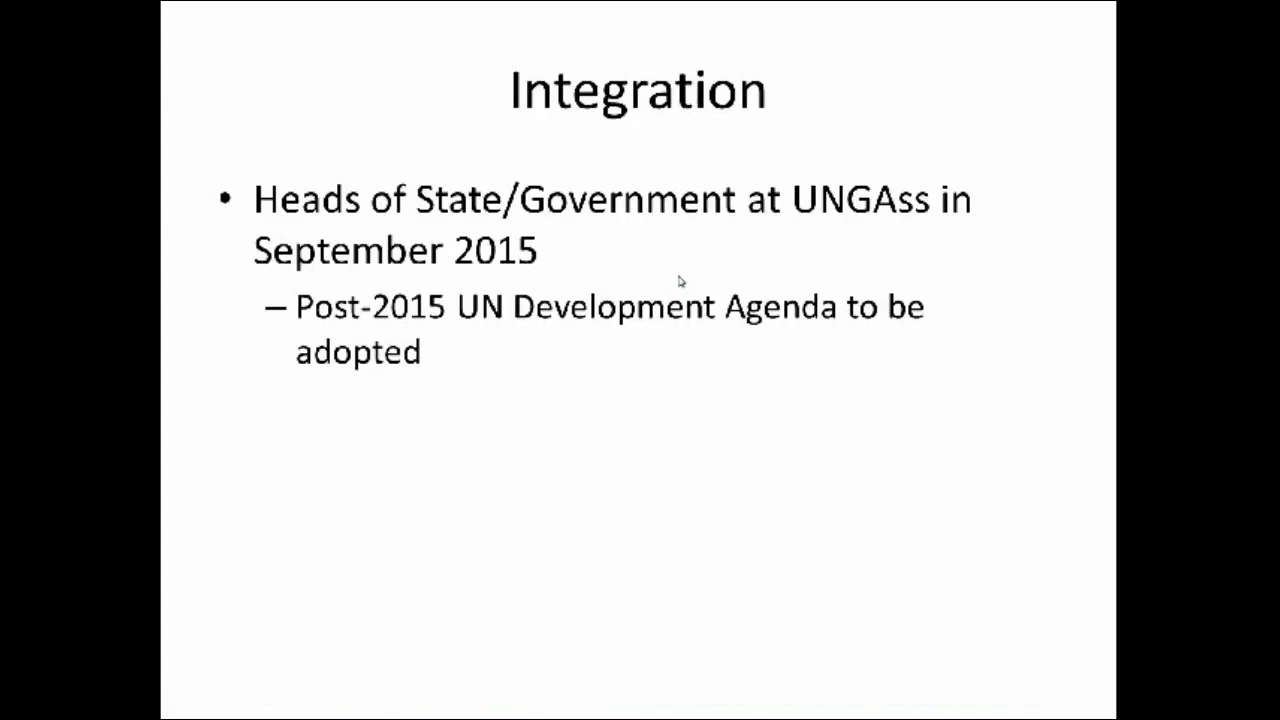 Integration
• Heads of State/Government at UNGAss in
September 2015
– Post-2015 UN Development Agenda to be
adopted